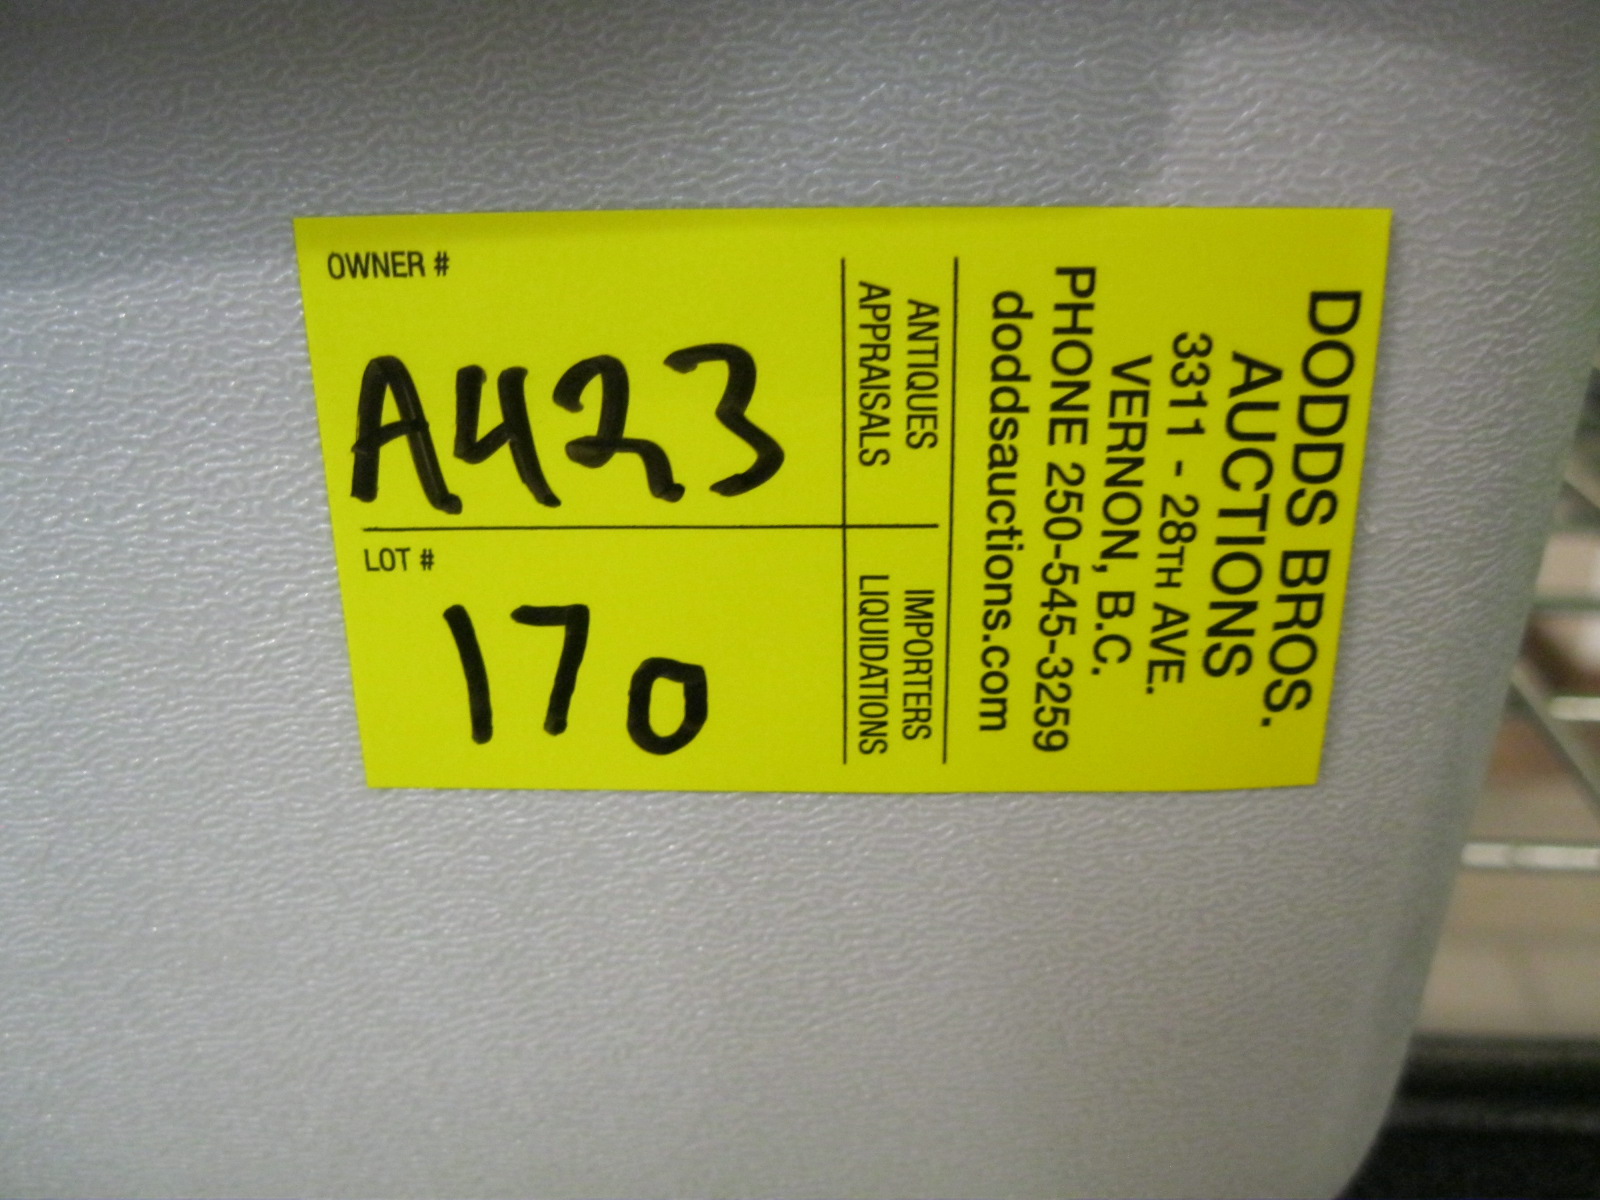 DODDS BROS.
AUCTIONS
3311 - 28TH AVE.
VERNON, B.C.
PHONE 250-545-3259
doddsauctions.com
ANTIQUES
APPRAISALS
IMPORTERS
LIQUIDATIONS
OWNER #
A423
LOT #
170